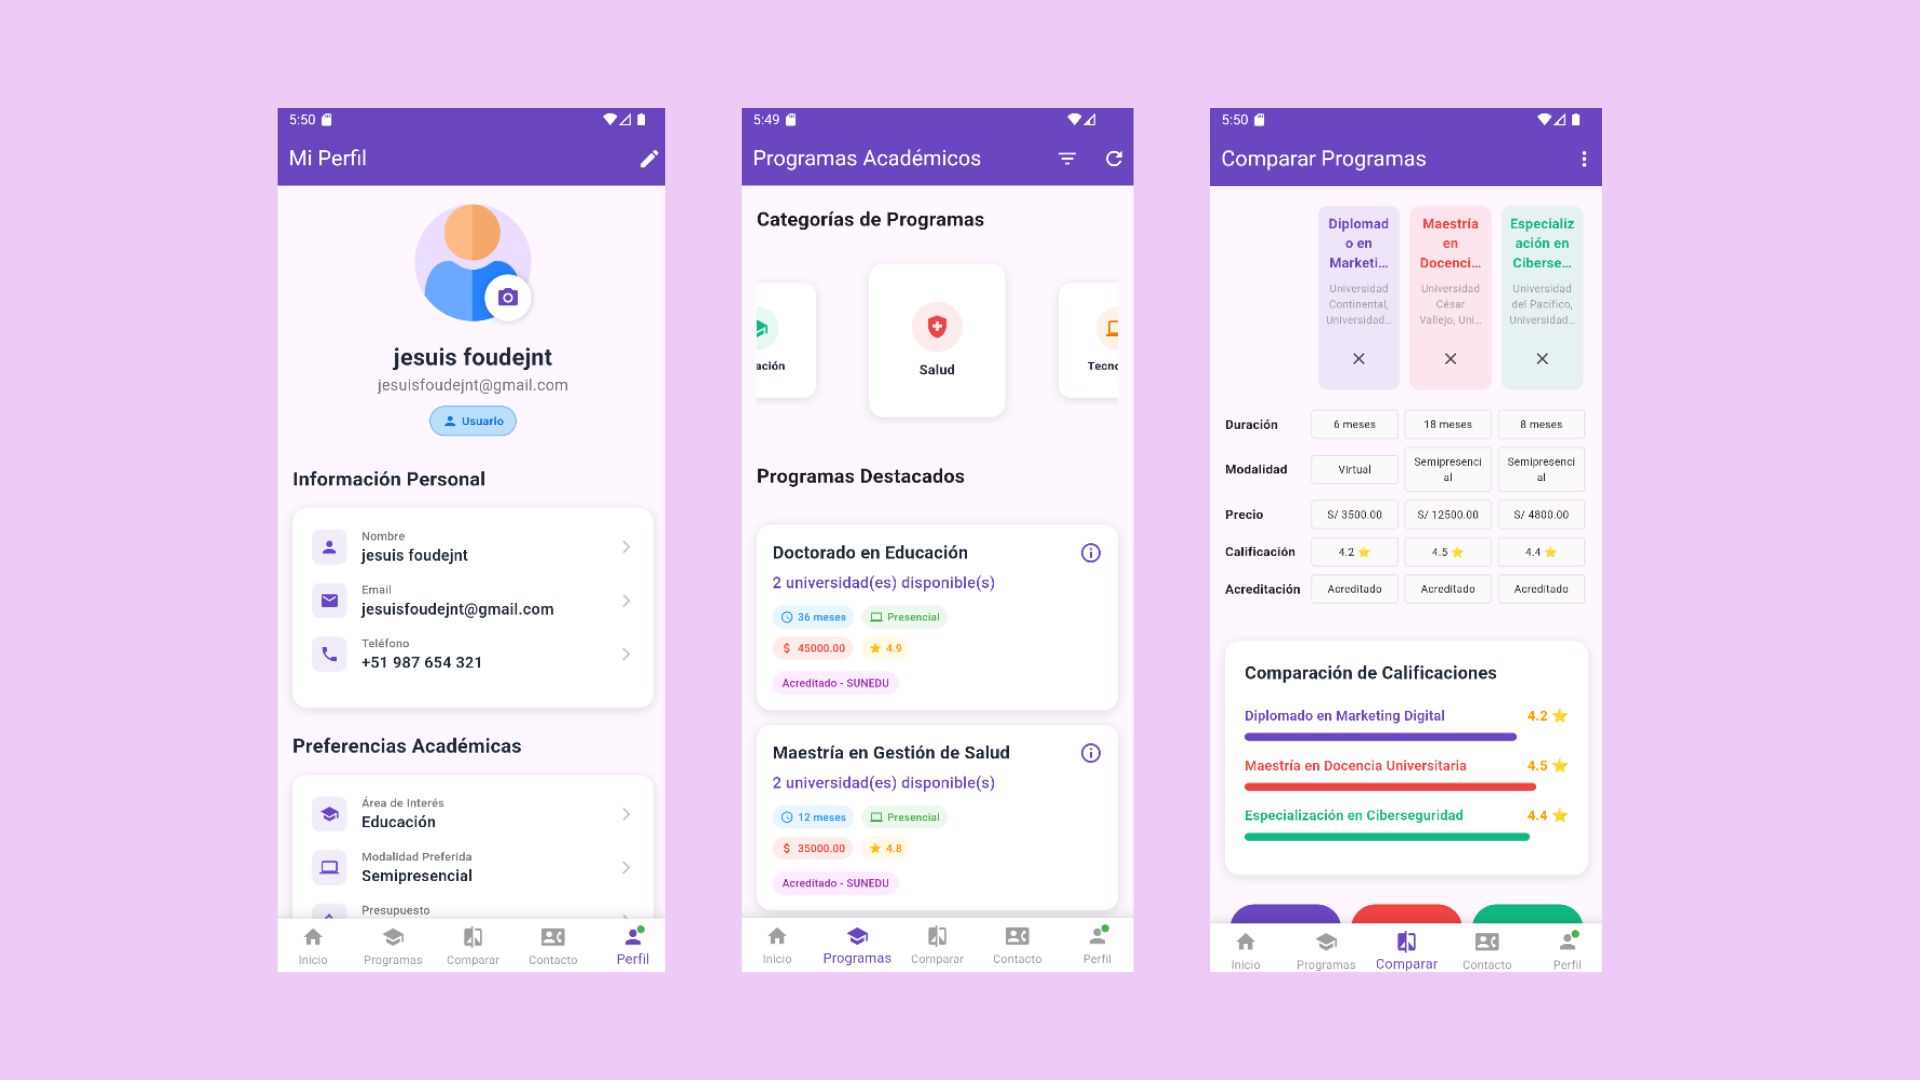 5:50
Mi Perfil
jesuis foudejnt
jesuisfoudejnt@gmail.com
Usuario
Información Personal
Nombre
jesuis foudejnt
Email
jesuisfoudejnt@gmail.com
Teléfono
+51 987 654 321
Preferencias Académicas
Área de Interés
Educación
Modalidad Preferida
Semipresencial
Presupuesto
Inicio Programas Comparar Contacto Perfil
5:49
Programas Académicos
Categorías de Programas
ación Salud Tecno
Programas Destacados
Doctorado en Educación
2 universidad(es) disponible(s)
36 meses Presencial
$ 45000.00 4.9
Acreditado - SUNEDU
Maestría en Gestión de Salud
2 universidad(es) disponible(s)
12 meses Presencial
$ 35000.00 4.8
Acreditado - SUNEDU
Inicio Programas Comparar Contacto Perfil
5:50
Comparar Programas
Diplomad
o en
Marketi...
Universidad
Continental,
Universidad...
Maestría
en
Docenci...
Universidad
César
Vallejo, Uni...
Especializ
ación en
Ciberse...
Universidad
del Pacífico,
Universidad...
Duración 6 meses 18 meses 8 meses
Modalidad Virtual Semipresenci
al Semipresenci
al
Precio S/ 3500.00 S/ 12500.00 S/ 4800.00
Calificación 4.2 4.5 4.4
Acreditación Acreditado Acreditado Acreditado
Comparación de Calificaciones
Diplomado en Marketing Digital 4.2
Maestría en Docencia Universitaria 4.5
Especialización en Ciberseguridad 4.4
Inicio Programas Comparar Contacto Perfil